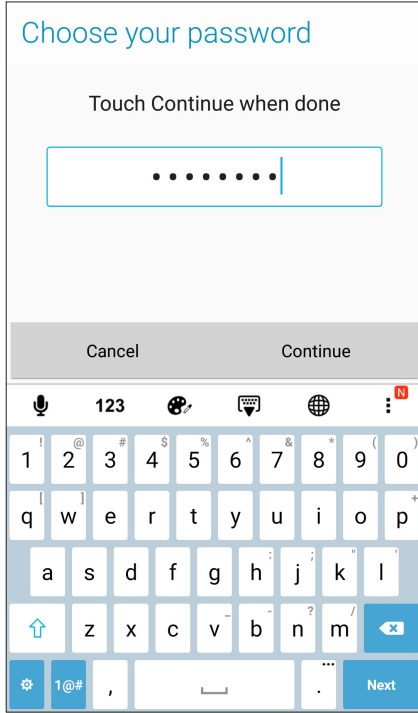 Choose your password
Touch Continue when done
••••••••
Cancel Continue
123 N
! @ # $ % ^ & * ( )
1 2 3 4 5 6 7 8 9 0
[ ] +
q w e r t y u i o p
: ; " '
a s d f g h j k l
_ - ? /
z x c v b n m
1@# , . ... Next